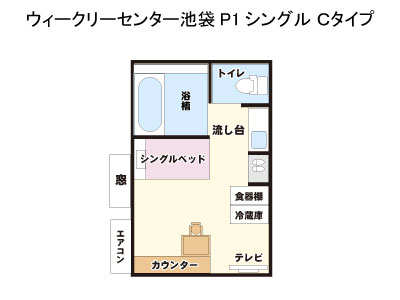 ウィークリーセンター池袋 P1 シングル Cタイプ
トイレ
浴槽
流し台
シングルベッド
窓
食器棚
冷蔵庫
エアコン
カウンター
テレビ